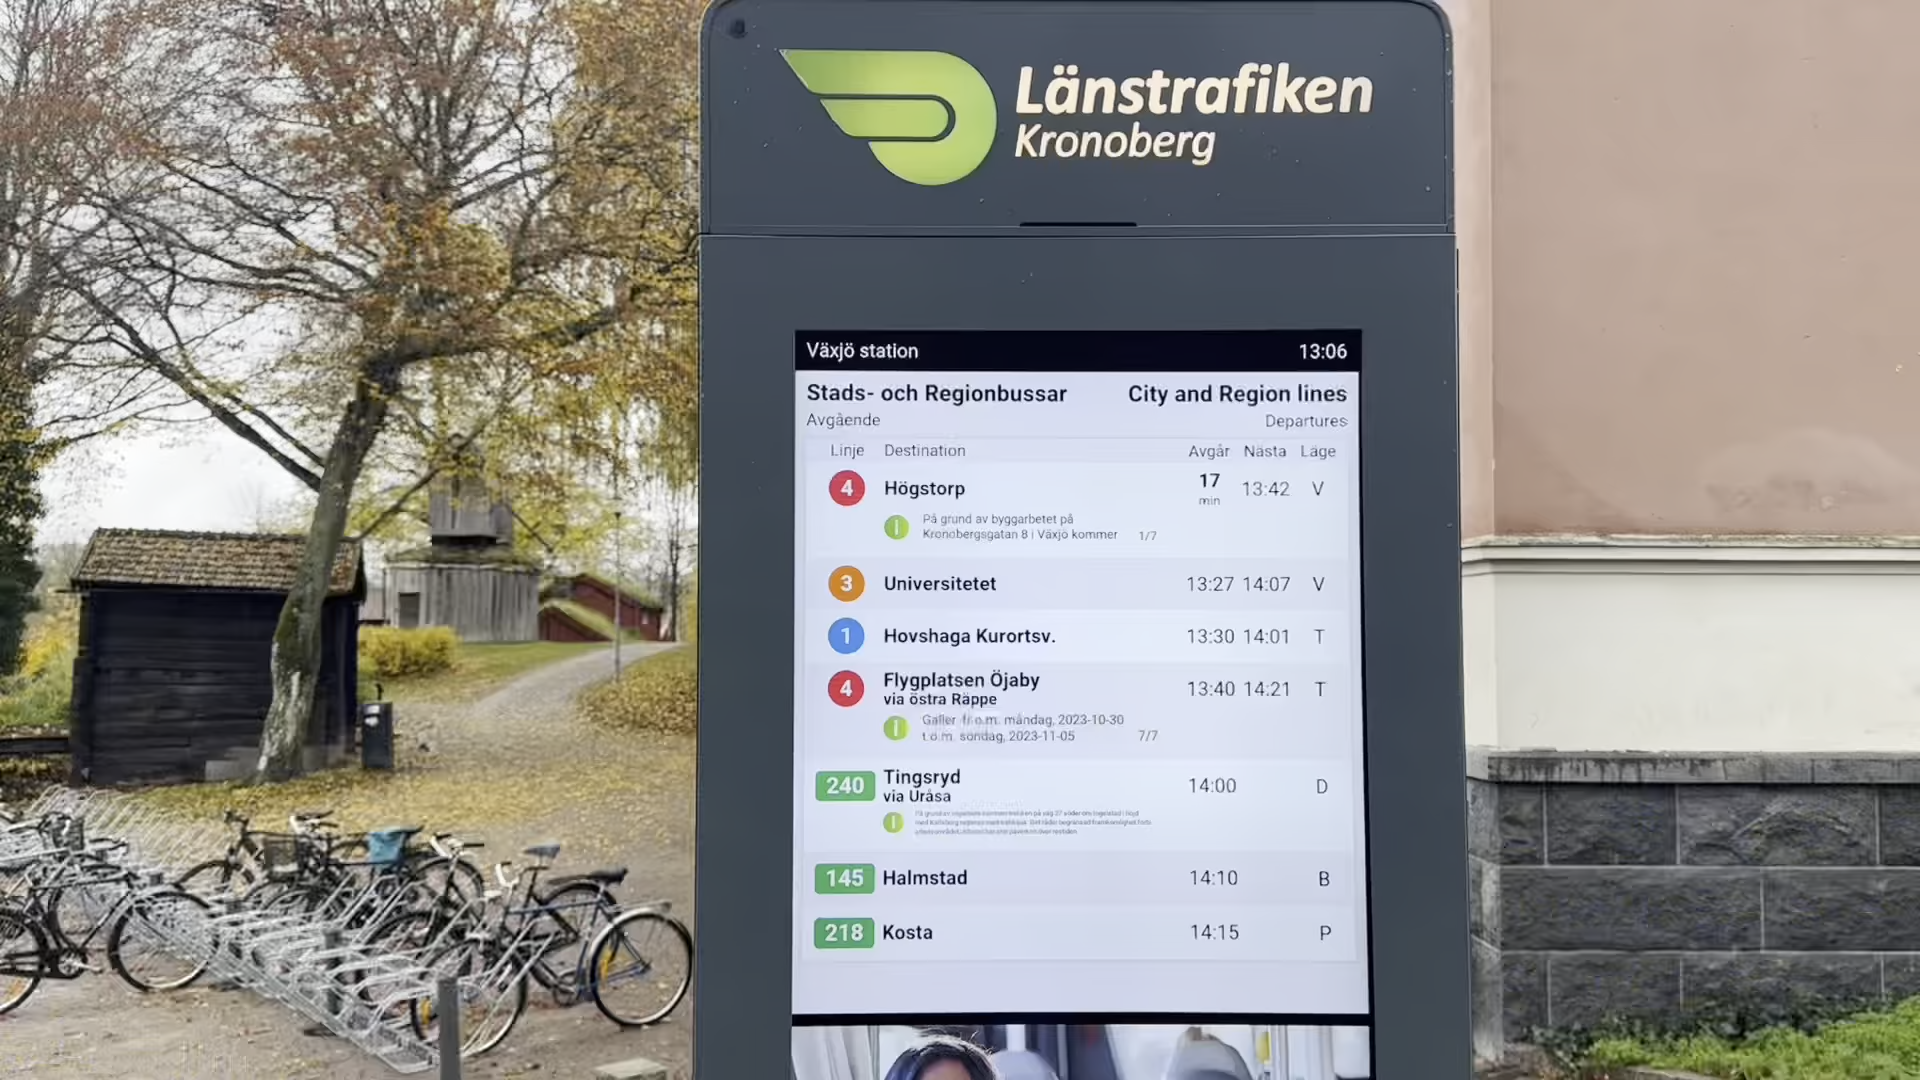 Länstrafiken
Kronoberg
Växjö station 13:06
Stads- och Regionbussar City and Region lines
Avgående Departures
Linje Destination Avgår Nästa Läge
4 Högstorp 17 min 13:42 V
På grund av byggarbetet på
Kronobergsgatan 8 i Växjö kommer 1/7
3 Universitetet 13:27 14:07 V
1 Hovshaga Kurortsv. 13:30 14:01 T
4 Flygplatsen Öjaby 13:40 14:21 T
via östra Räppe
f.r.o.m. måndag, 2023-10-30
t.o.m. söndag, 2023-11-05 7/7
240 Tingsryd 14:00 D
via Uråsa
145 Halmstad 14:10 B
218 Kosta 14:15 P